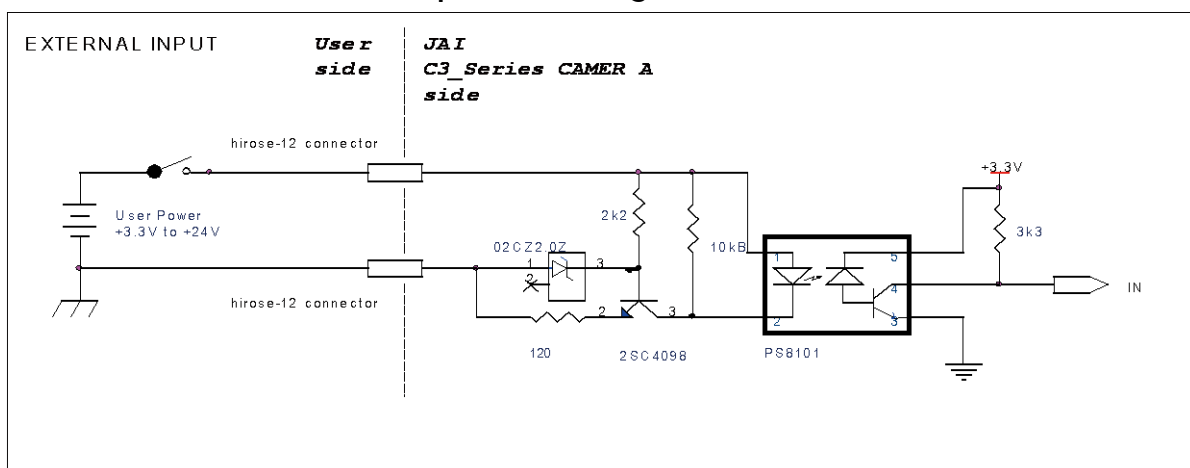 EXTERNAL INPUT
User side
JAI
C3_Series CAMER A
side
hirose-12 connector
User Power
+3.3V to +24V
hirose-12 connector
02CZ2.0Z
1
2
3
2k2
10kB
120
2
3
2SC4098
1
2
5
4
3
PS8101
+3.3V
3k3
IN